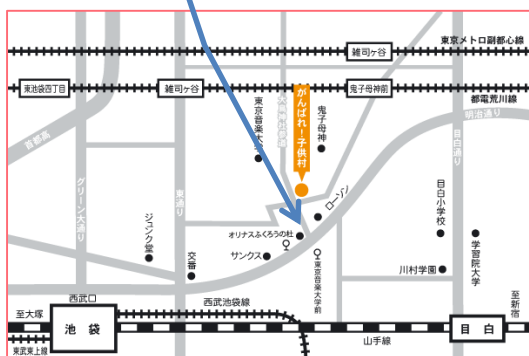 東京メトロ副都心線
雑司ヶ谷
東池袋四丁目
雑司ヶ谷
鬼子母神前
都電荒川線
明治通り
首都高
グリーン大通り
東通り
東京音楽大
がんばれ!子供村
鬼子母神
目白通り
ローソン
オリナスふくろうの杜
サンクス
東京音楽大学前
ジュンク堂
交番
目白小学校
学習院大学
川村学園
至新宿
西武口
至大塚
池袋
西武池袋線
東武東上線
山手線
目白